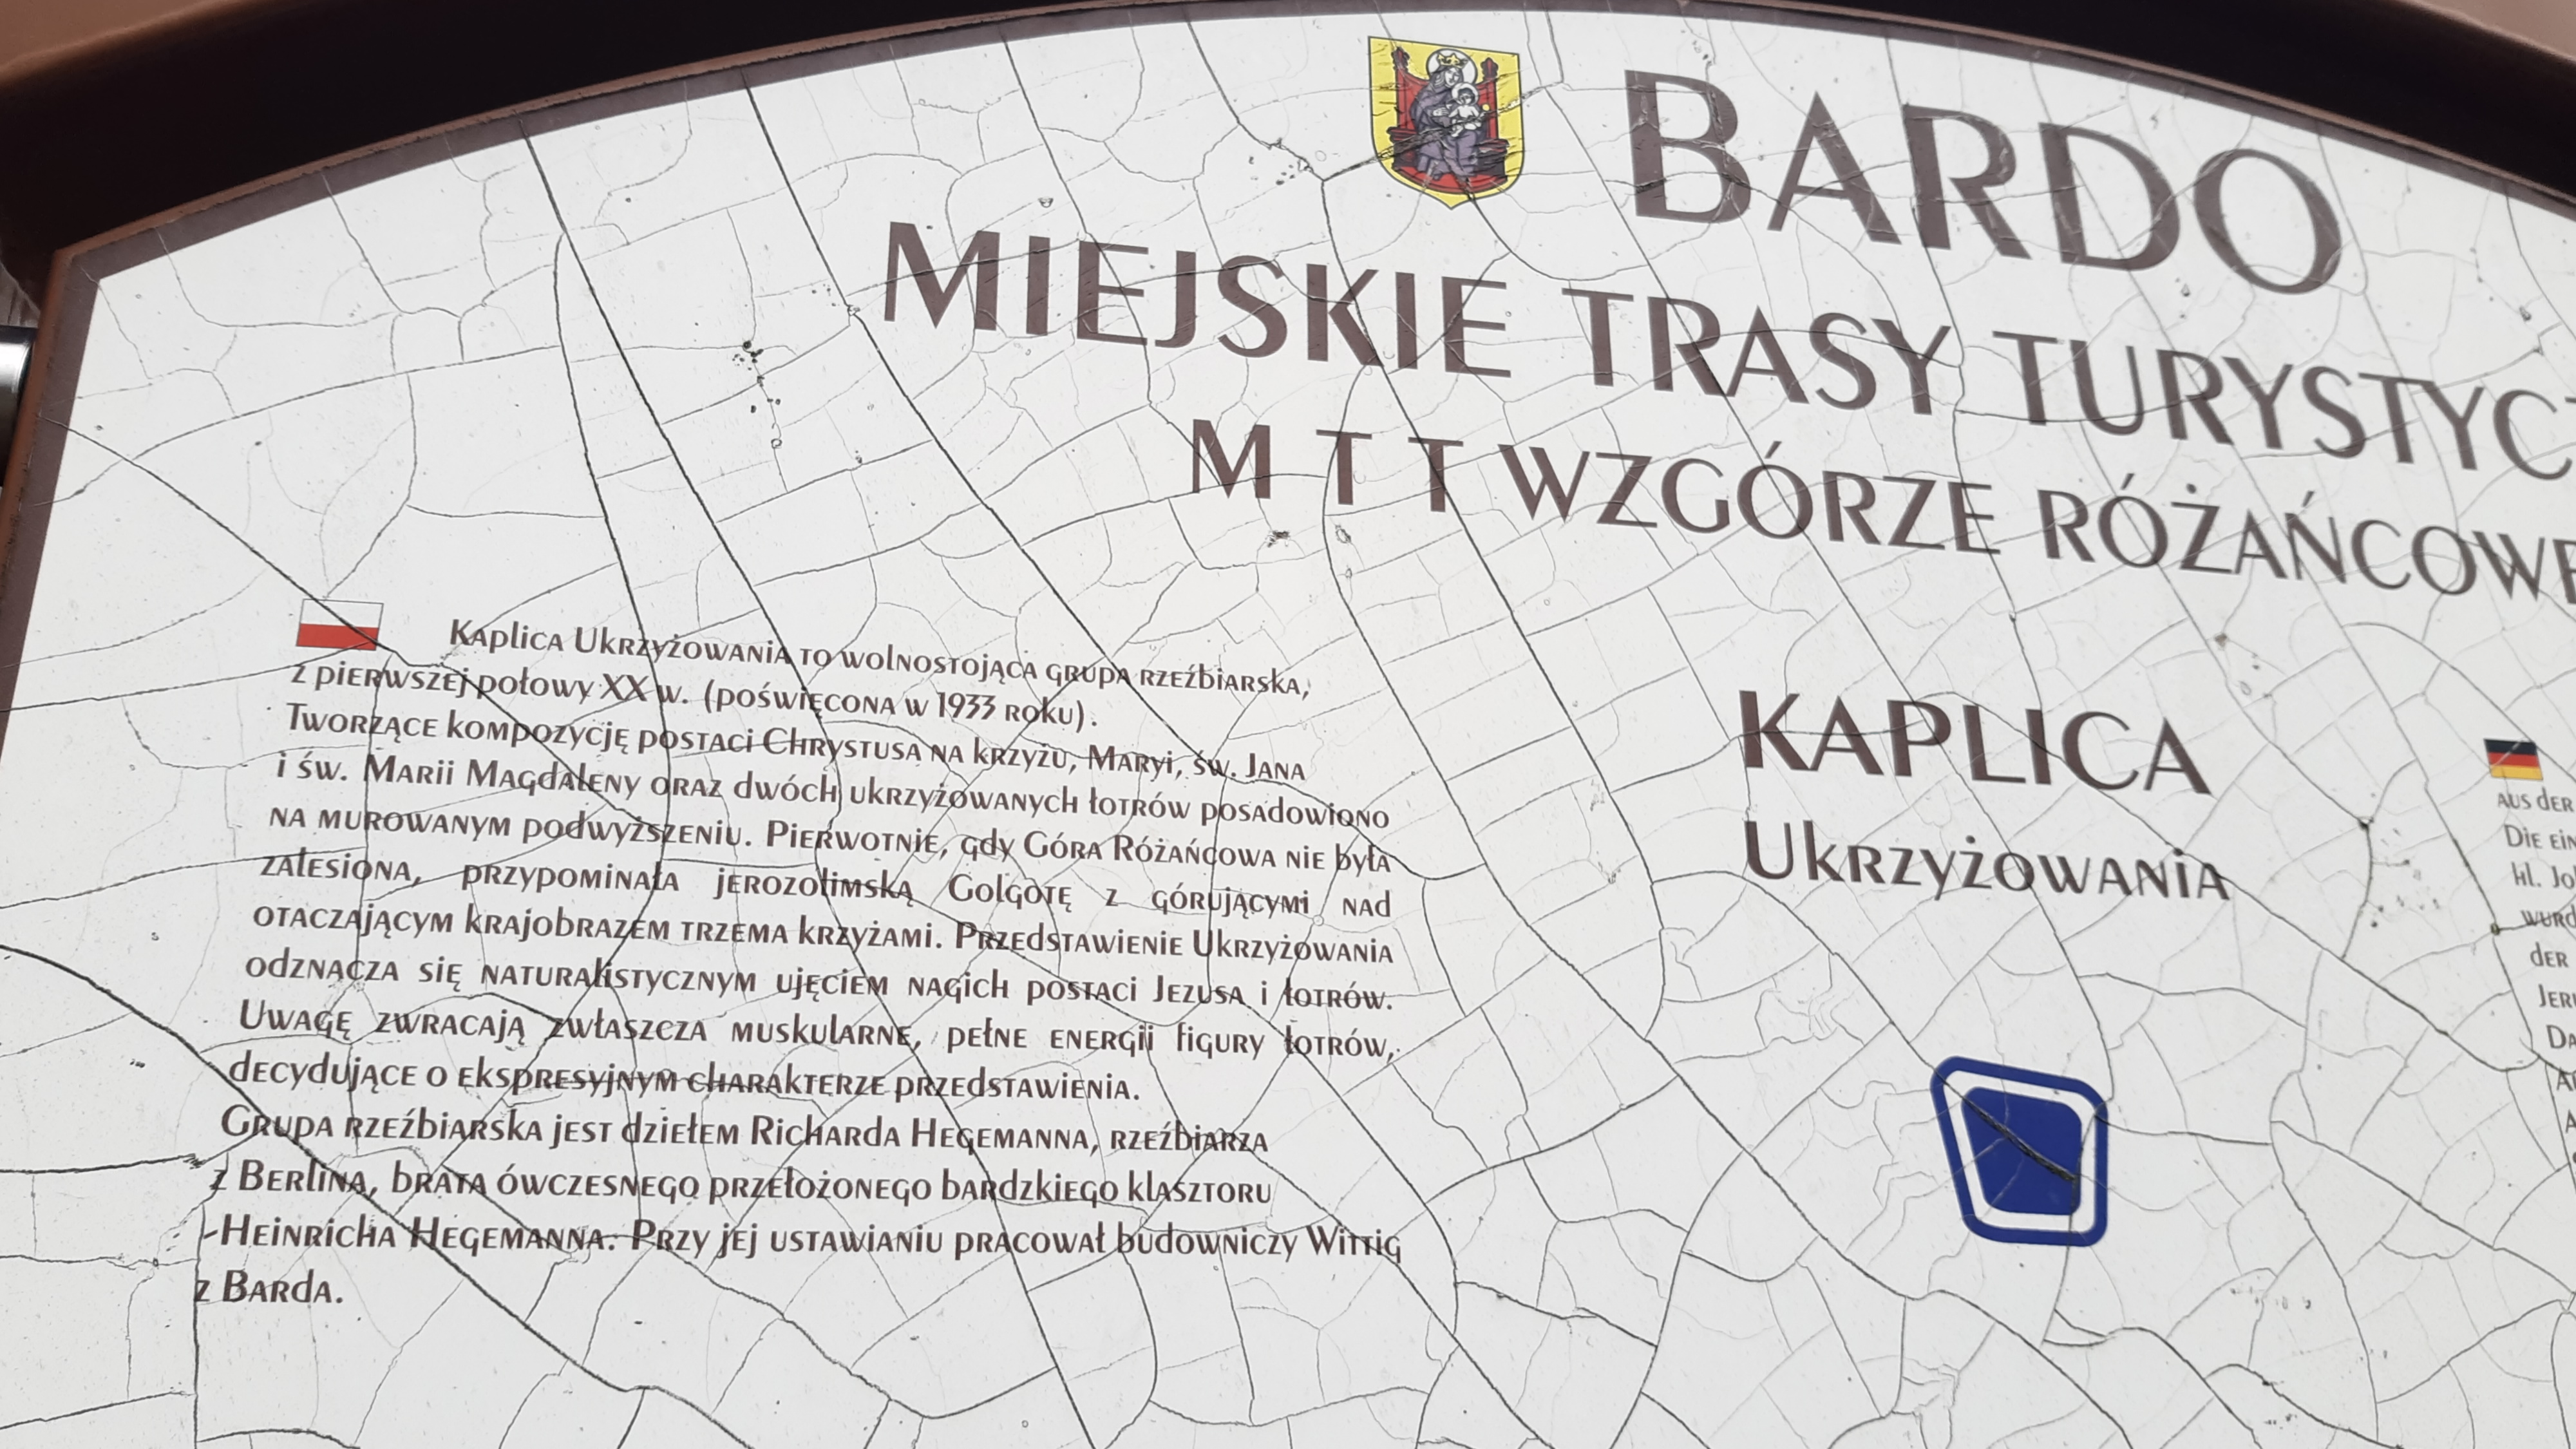 BARDO
MIEJSKIE TRASY TURYSTYC
M T T WZGÓRZE RÓŻAŃCOWE
Kaplica Ukrzyżowania to wolnostojąca grupa rzeźbiarska,
z pierwszej połowy XX w. (poświęcona w 1933 roku).
Tworzące kompozycję postaci Chrystusa na krzyżu, Maryi, św. Jana
i św. Marii Magdaleny oraz dwóch ukrzyżowanych łotrów posadowiono
na murowanym podwyższeniu. Pierwotnie, gdy Góra Różańcowa nie była
zalesiona, przypominała jerozolimską Golgotę z górującymi nad
otaczającym krajobrazem trzema krzyżami. Przedstawienie Ukrzyżowania
odznacza się naturalistycznym ujęciem nagich postaci Jezusa i łotrów.
Uwagę zwracają zwłaszcza muskularne, pełne energii figury łotrów,
decydujące o ekspresyjnym charakterze przedstawienia.
Grupa rzeźbiarska jest dziełem Richarda Hegemanna, rzeźbiarza
z Berlina, brata ówczesnego przełożonego bardzkiego klasztoru
-Heinricha Hegemanna. Przy jej ustawianiu pracował budowniczy Wittig
z Barda.
KAPLICA
Ukrzyżowania
aus der
Die ein
hl. Jo
wurd
der
Jeru
Da